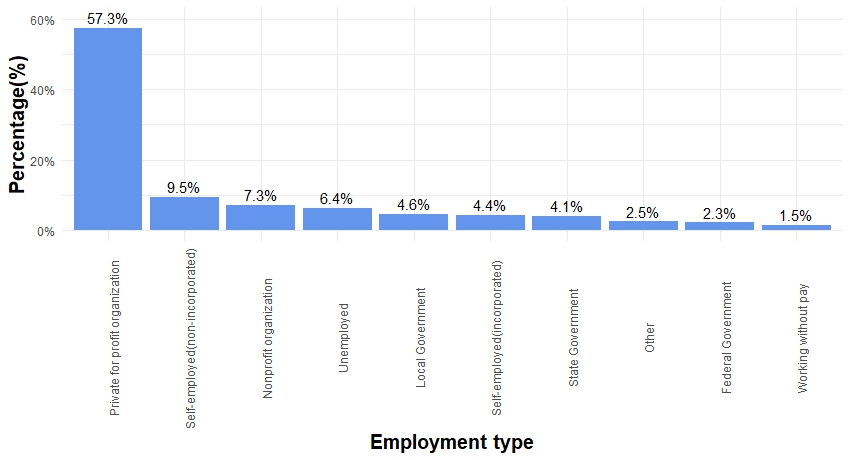 Percentage(%)
60%
40%
20%
0%
57.3%
9.5%
7.3%
6.4%
4.6%
4.4%
4.1%
2.5%
2.3%
1.5%
Private for profit organization
Self-employed(non-incorporated)
Nonprofit organization
Unemployed
Local Government
Self-employed(incorporated)
State Government
Other
Federal Government
Working without pay
Employment type